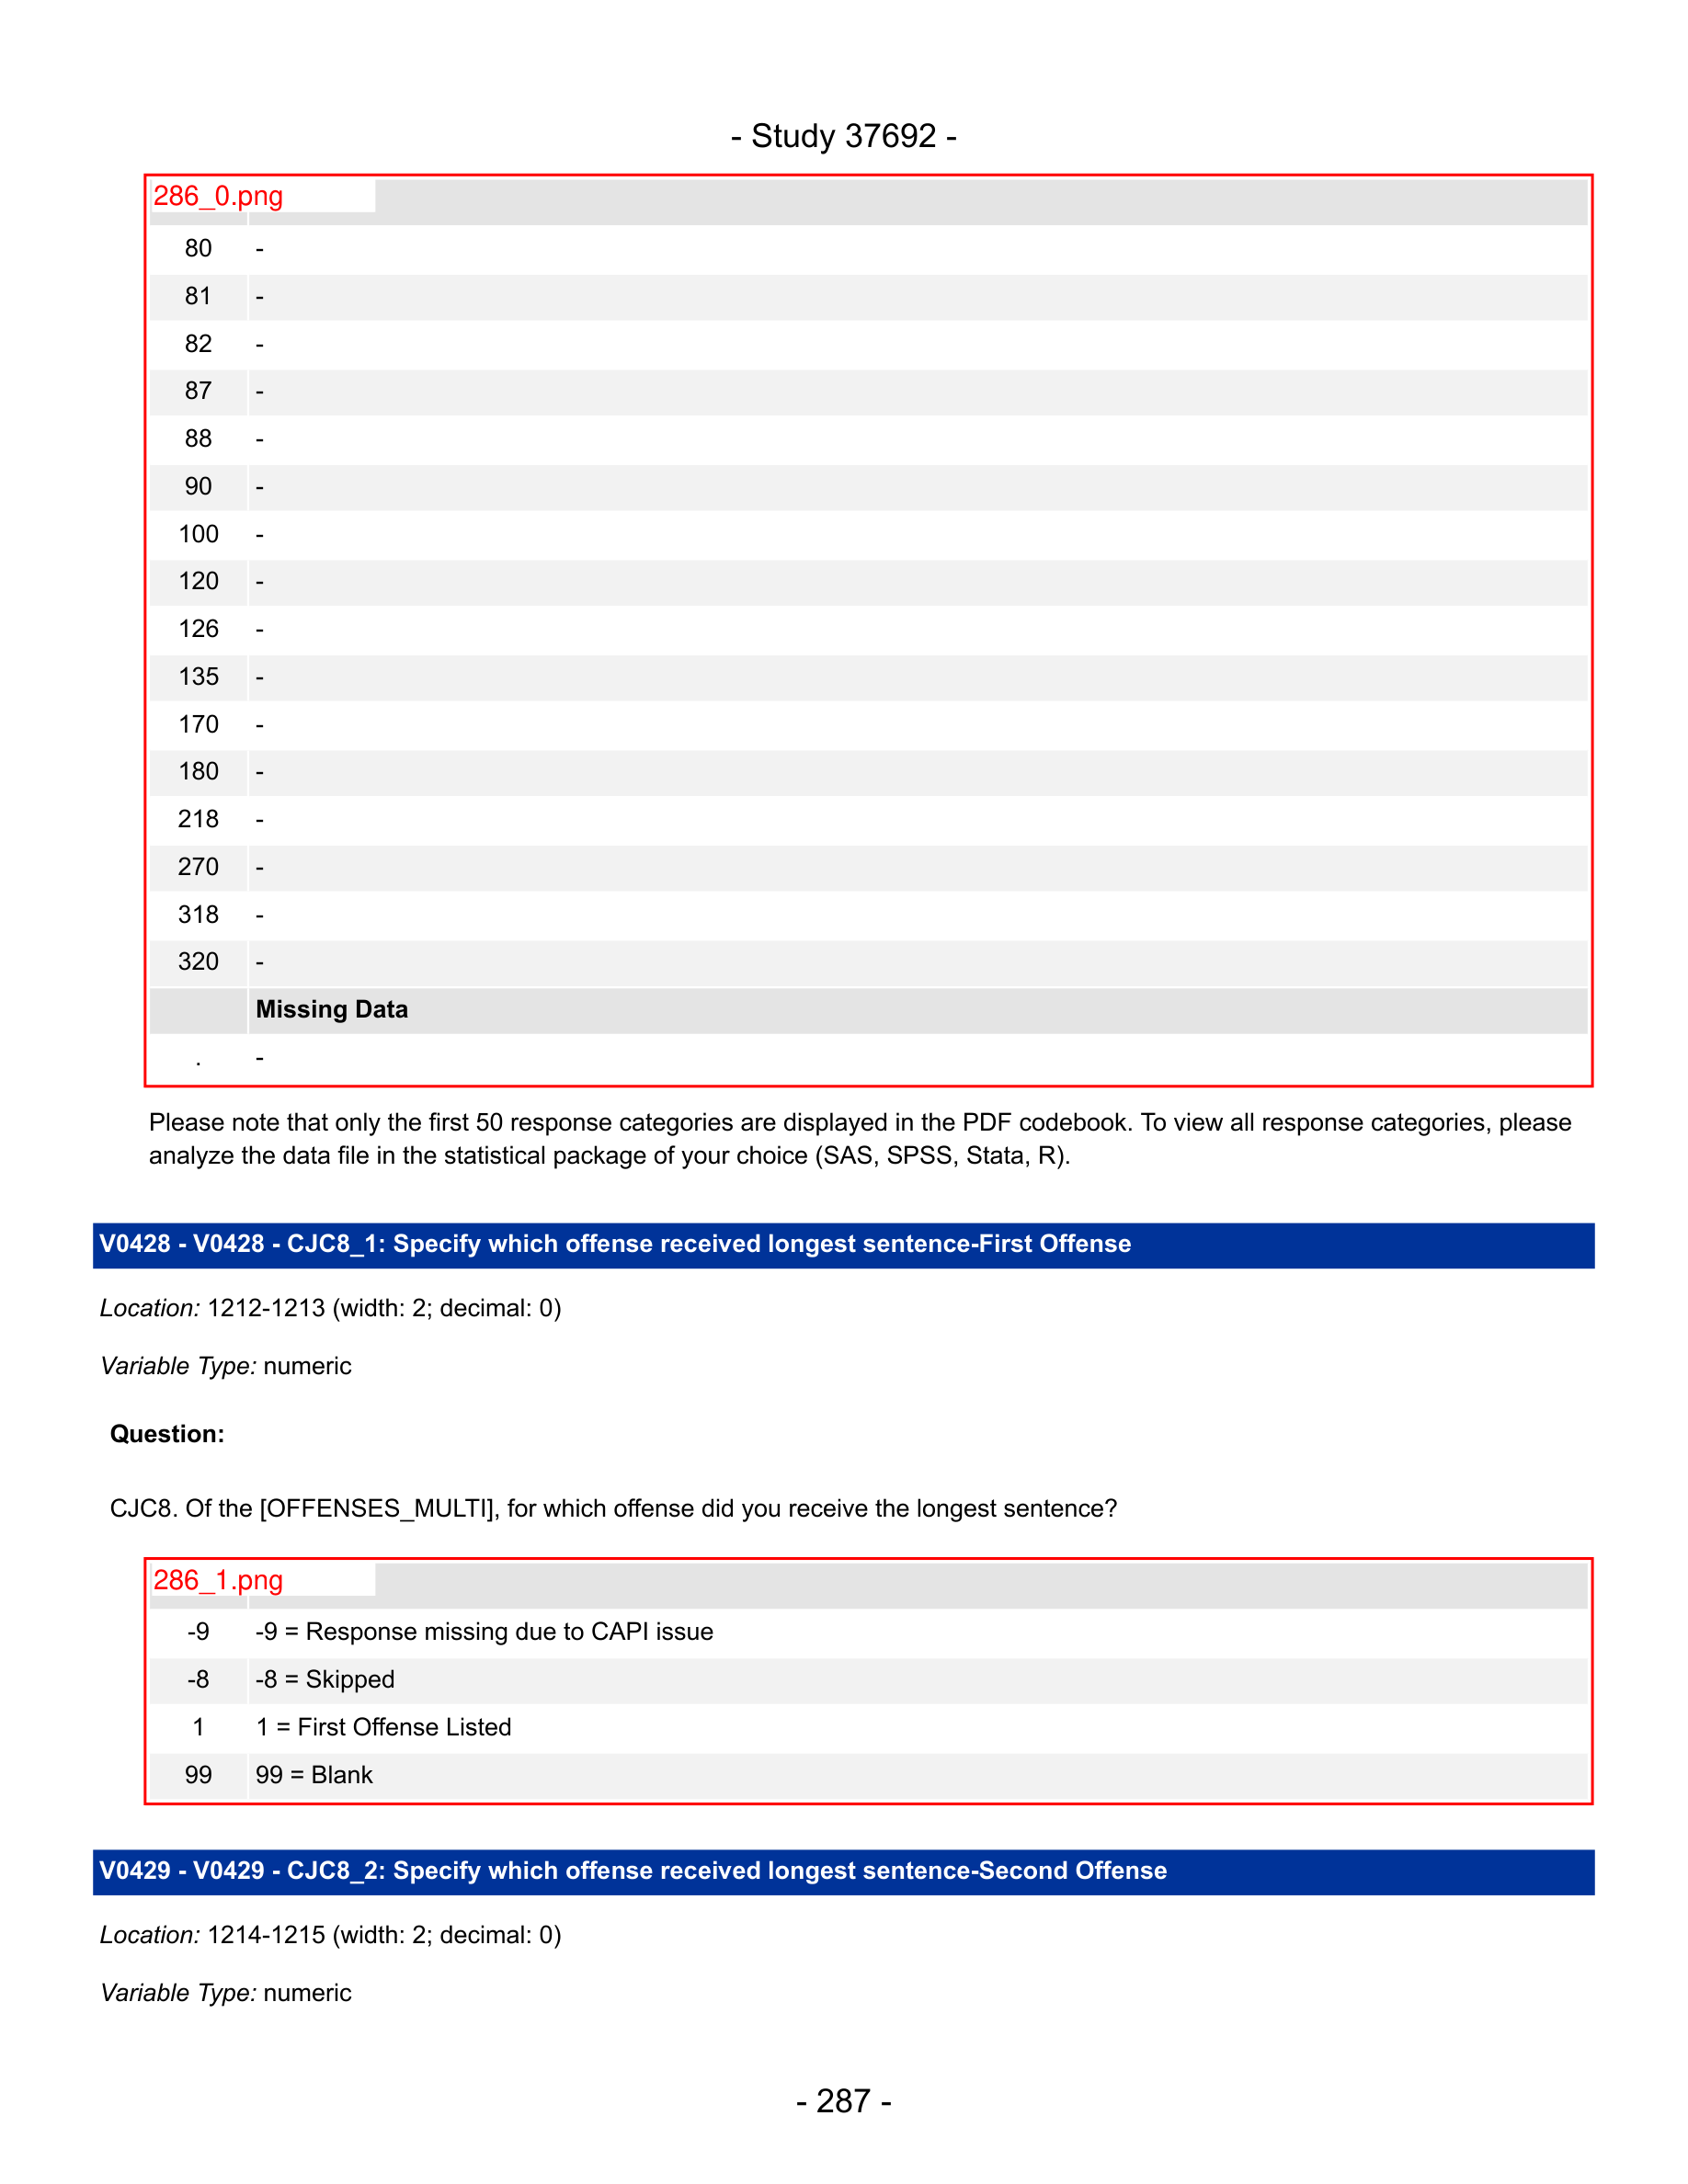 - Study 37692 -
286_0.png
80 -
81 -
82 -
87 -
88 -
90 -
100 -
120 -
126 -
135 -
170 -
180 -
218 -
270 -
318 -
320 -
Missing Data
. -
Please note that only the first 50 response categories are displayed in the PDF codebook. To view all response categories, please
analyze the data file in the statistical package of your choice (SAS, SPSS, Stata, R).
V0428 - V0428 - CJC8_1: Specify which offense received longest sentence-First Offense
Location: 1212-1213 (width: 2; decimal: 0)
Variable Type: numeric
Question:
CJC8. Of the [OFFENSES_MULTI], for which offense did you receive the longest sentence?
286_1.png
-9 -9 = Response missing due to CAPI issue
-8 -8 = Skipped
1 1 = First Offense Listed
99 99 = Blank
V0429 - V0429 - CJC8_2: Specify which offense received longest sentence-Second Offense
Location: 1214-1215 (width: 2; decimal: 0)
Variable Type: numeric
- 287 -